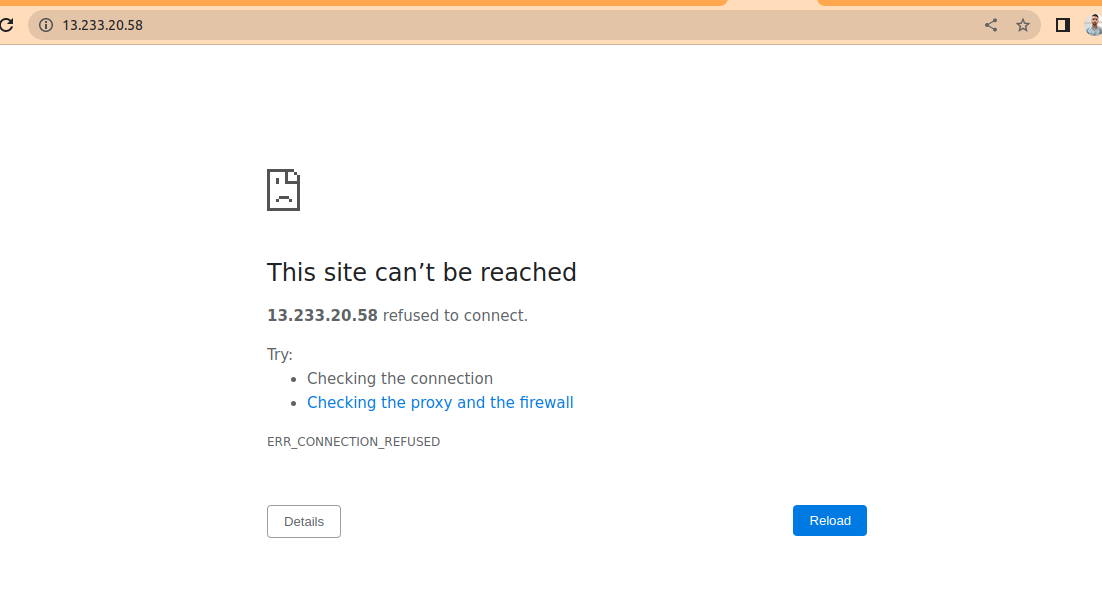 13.233.20.58
This site can’t be reached
13.233.20.58 refused to connect.
Try:
Checking the connection
Checking the proxy and the firewall
ERR_CONNECTION_REFUSED
Details
Reload